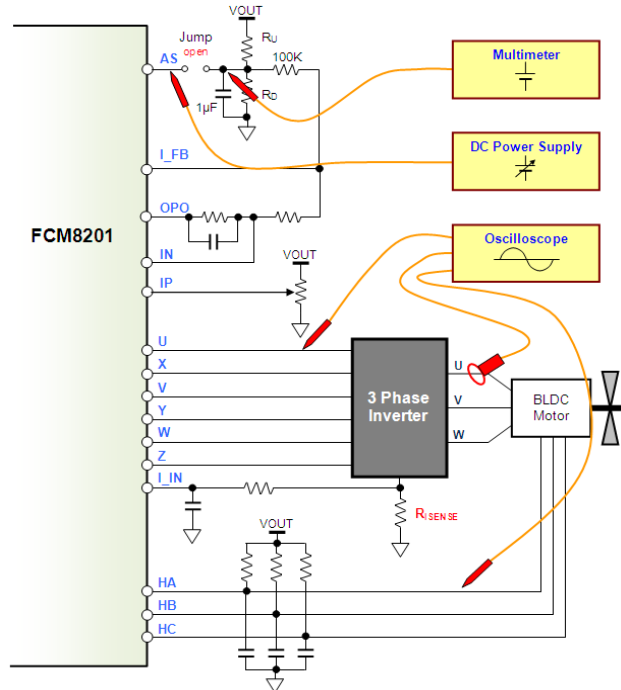 VOUT
Jump
open
AS
RU
100K
Multimeter
1μF
RD
DC Power Supply
I_FB
OPO
FCM8201
Oscilloscope
IN
VOUT
IP
U
X
U
V
3 Phase
Inverter
V
BLDC
Motor
Y
W
W
Z
I_IN
RISENSE
VOUT
HA
HB
HC